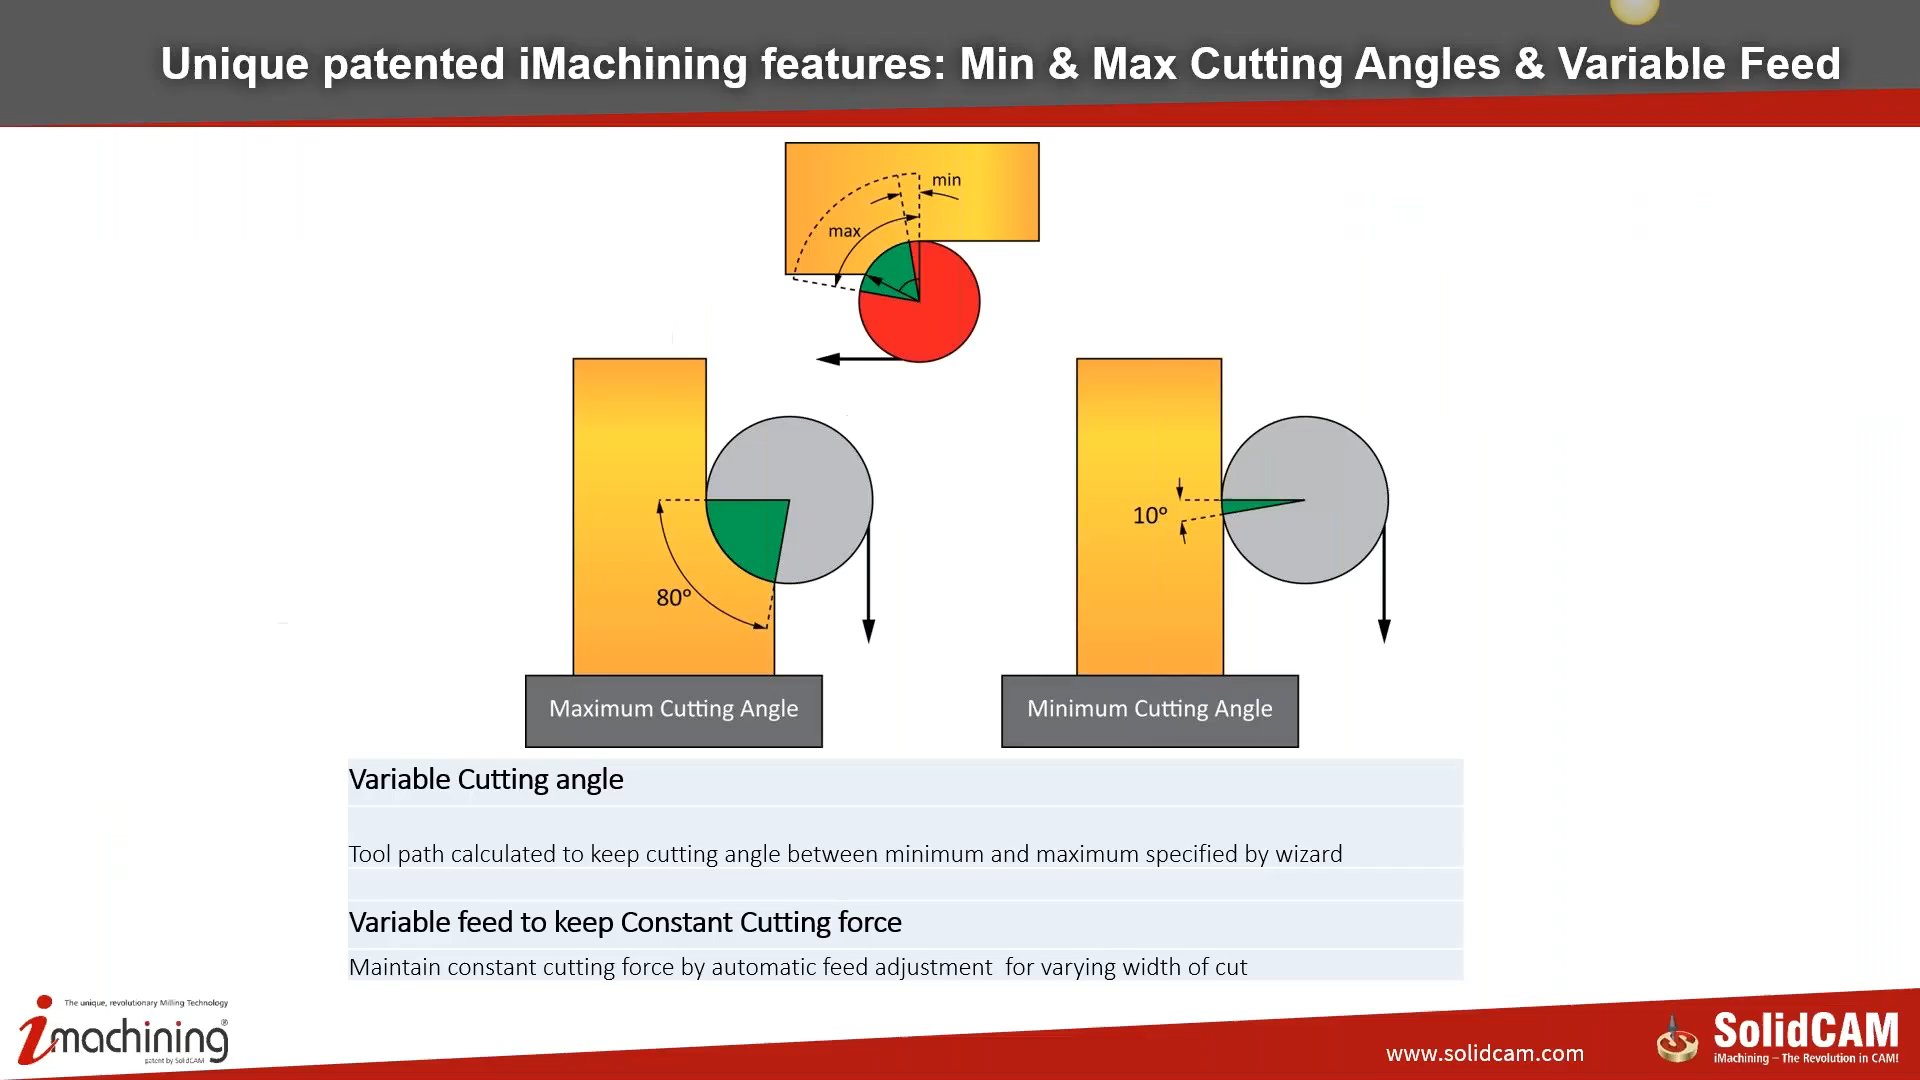 Unique patented iMachining features: Min & Max Cutting Angles & Variable Feed
min
max
80°
10°
Maximum Cutting Angle
Minimum Cutting Angle
Variable Cutting angle
Tool path calculated to keep cutting angle between minimum and maximum specified by wizard
Variable feed to keep Constant Cutting force
Maintain constant cutting force by automatic feed adjustment  for varying width of cut
The unique, revolutionary Milling Technology
imachining®
patent by SolidCAM
www.solidcam.com
SolidCAM
iMachining – The Revolution in CAM!